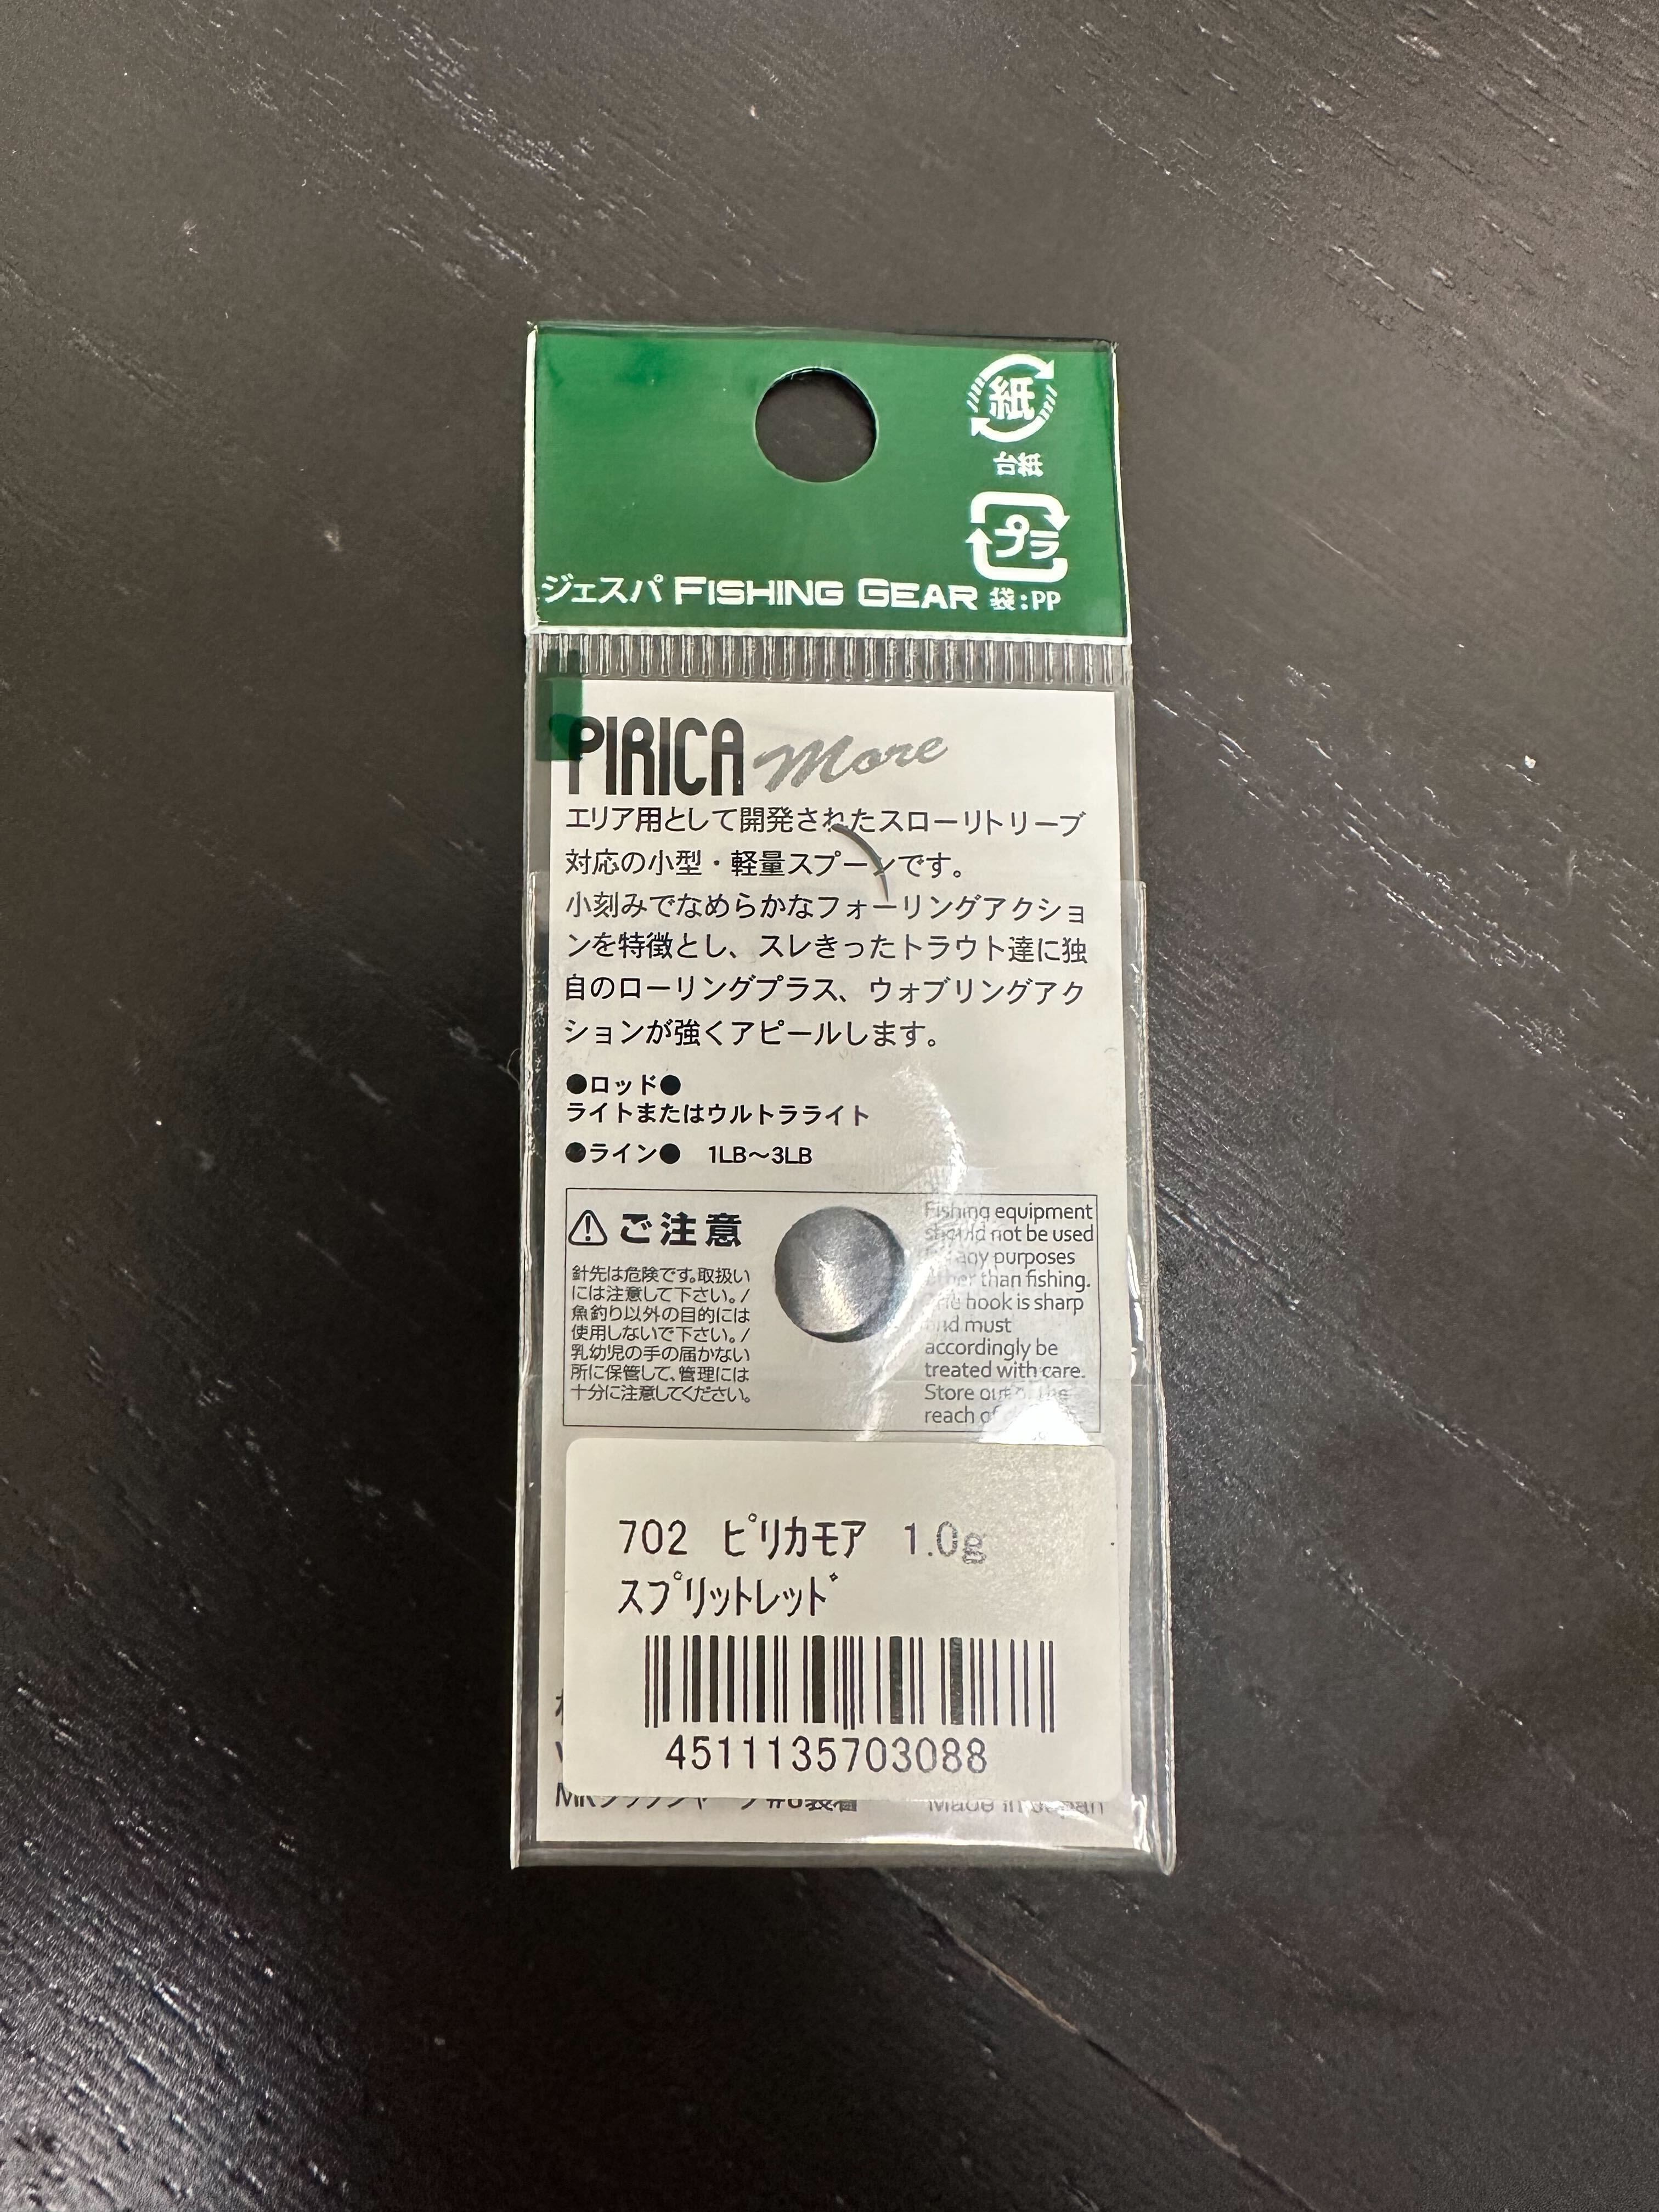 紙
台紙
プラ
ジェスパ FISHING GEAR 袋:PP
PIRICA More
エリア用として開発されたスローリトリーブ
対応の小型・軽量スプーンです。
小刻みでなめらかなフォーリングアクショ
ンを特徴とし、スレきったトラウト達に独
自のローリングプラス、ウォブリングアク
ションが強くアピールします。
●ロッド●
ライトまたはウルトラライト
●ライン● 1LB〜3LB
ご注意
針先は危険です。取扱い
には注意して下さい。/
魚釣り以外の目的には
使用しないで下さい。/
乳幼児の手の届かない
所に保管して、管理には
十分に注意してください。
Fishing equipment
should not be used
any purposes
other than fishing.
The hook is sharp
and must
accordingly be
treated with care.
Store out of the
reach of
702 ピリカモア 1.0g
スプリットレッド
4511135703088
Made in Japan